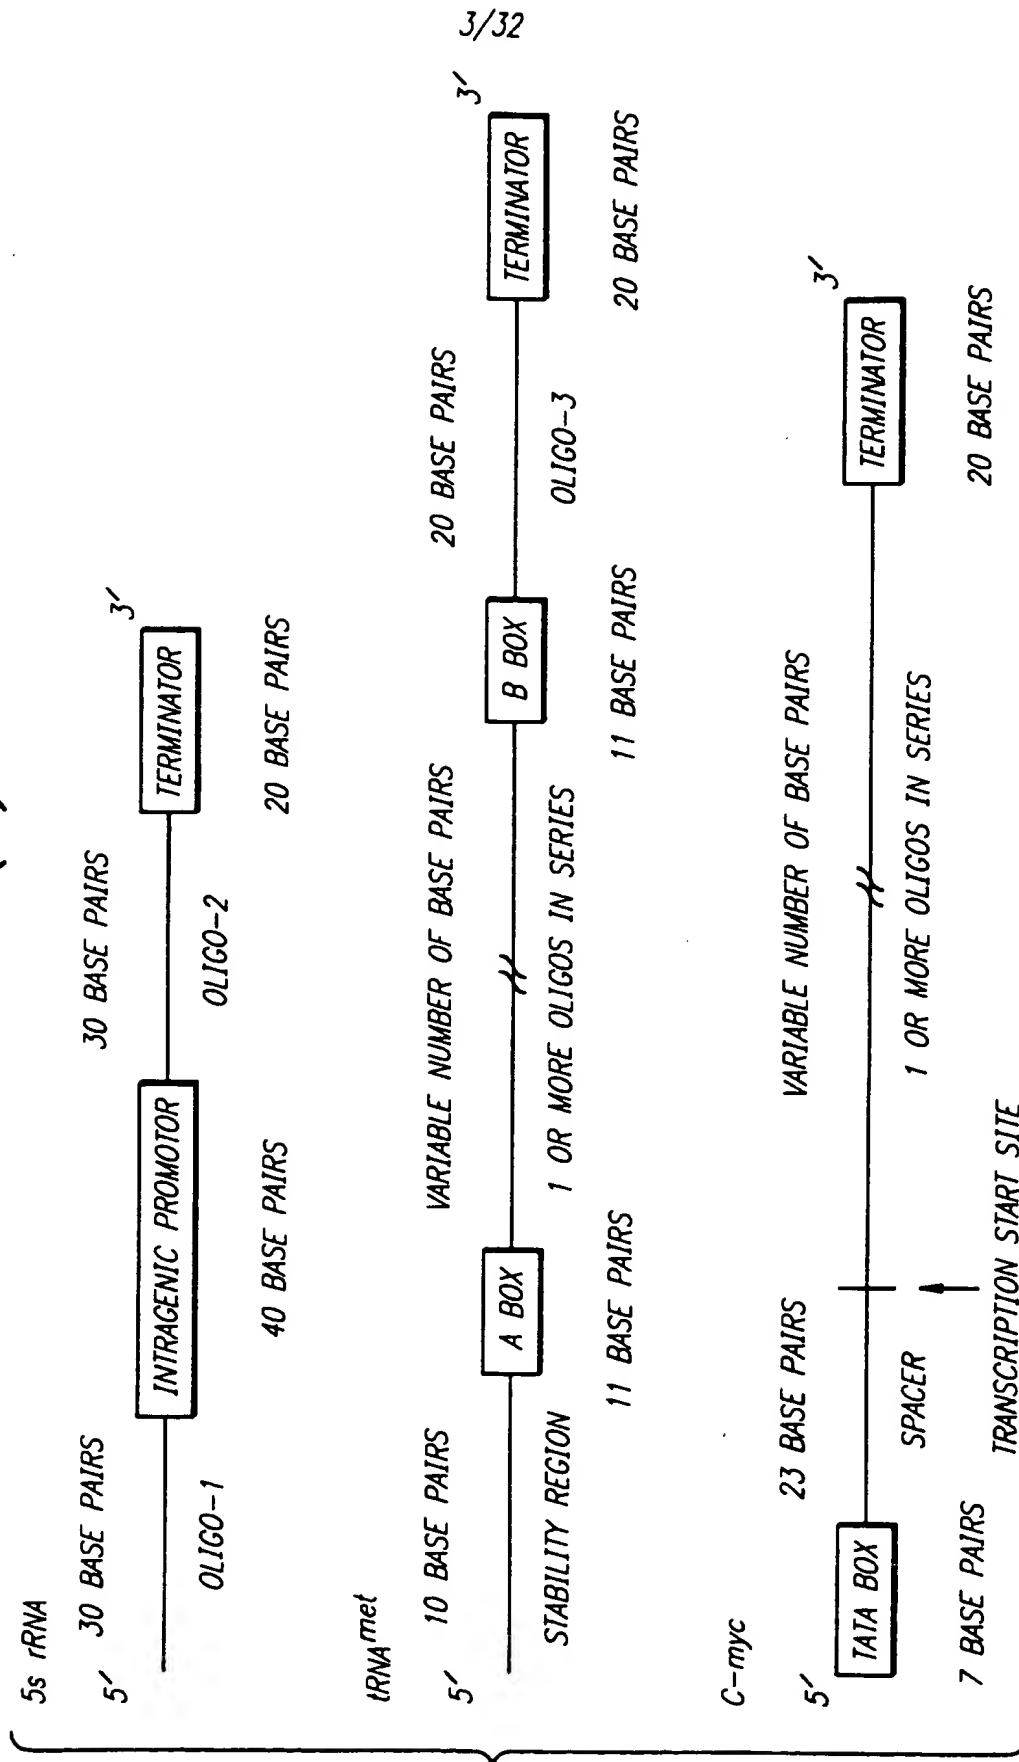 3/32
5s rRNA
5′ 30 BASE PAIRS 30 BASE PAIRS 3′
INTRAGENIC PROMOTOR TERMINATOR
OLIGO-1 OLIGO-2
40 BASE PAIRS 20 BASE PAIRS
tRNAmet
5′ 10 BASE PAIRS VARIABLE NUMBER OF BASE PAIRS 20 BASE PAIRS 3′
A BOX B BOX TERMINATOR
STABILITY REGION 1 OR MORE OLIGOS IN SERIES OLIGO-3
11 BASE PAIRS 11 BASE PAIRS 20 BASE PAIRS
C-myc
5′ 23 BASE PAIRS VARIABLE NUMBER OF BASE PAIRS 3′
TATA BOX TERMINATOR
SPACER 1 OR MORE OLIGOS IN SERIES
7 BASE PAIRS 20 BASE PAIRS
TRANSCRIPTION START SITE